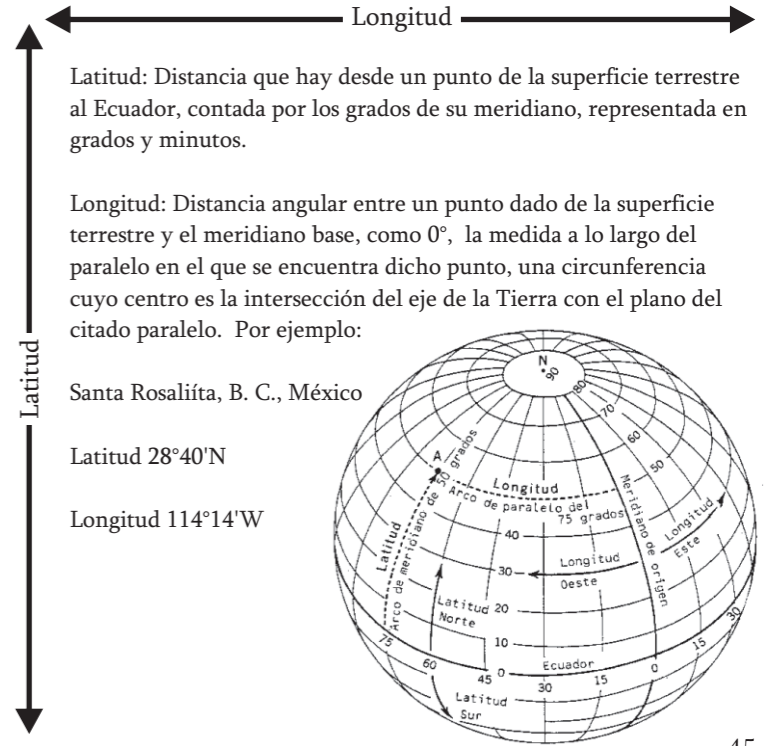 Longitud
Latitud
Latitud: Distancia que hay desde un punto de la superficie terrestre
al Ecuador, contada por los grados de su meridiano, representada en
grados y minutos.
Longitud: Distancia angular entre un punto dado de la superficie
terrestre y el meridiano base, como 0°, la medida a lo largo del
paralelo en el que se encuentra dicho punto, una circunferencia
cuyo centro es la intersección del eje de la Tierra con el plano del
citado paralelo. Por ejemplo:
Santa Rosaliíta, B. C., México
Latitud 28°40'N
Longitud 114°14'W
N
90
80
70
60
50
A
Longitud
Arco de paralelo del
75 grados
Latitud
Arco de meridiano de 50 grados
Meridiano de origen
Longitud
Este
40
30
Longitud
Oeste
Latitud
Norte
20
10
0
Ecuador
75
60
45
30
15
0
15
30
Latitud
Sur